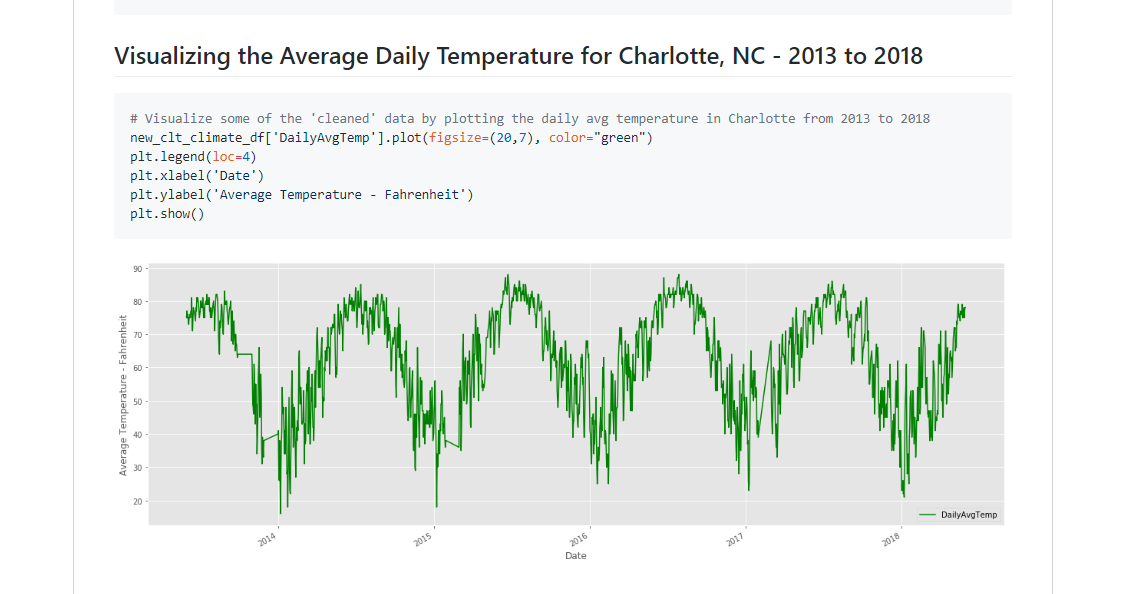 Visualizing the Average Daily Temperature for Charlotte, NC - 2013 to 2018
# Visualize some of the 'cleaned' data by plotting the daily avg temperature in Charlotte from 2013 to 2018
new_clt_climate_df['DailyAvgTemp'].plot(figsize=(20,7), color="green")
plt.legend(loc=4)
plt.xlabel('Date')
plt.ylabel('Average Temperature - Fahrenheit')
plt.show()
Average Temperature - Fahrenheit
90
80
70
60
50
40
30
20
DailyAvgTemp
2014
2015
2016
2017
2018
Date